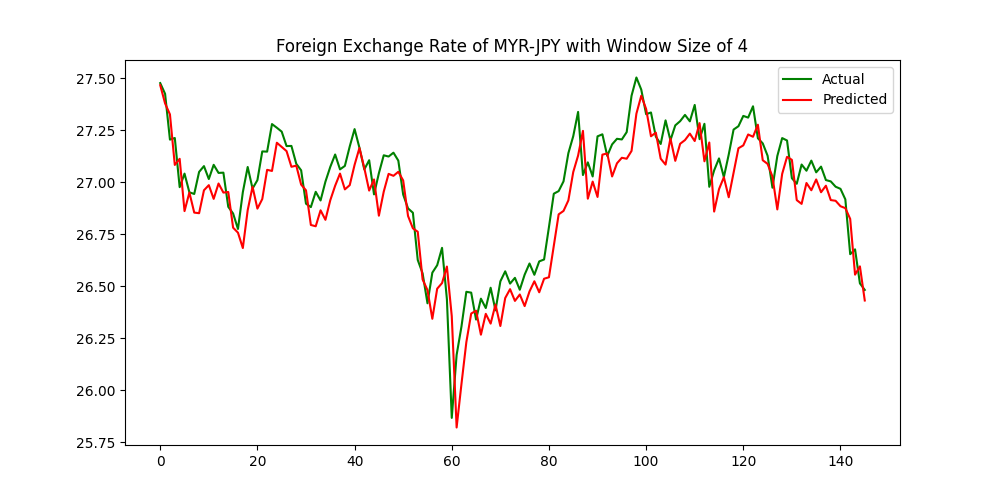 Foreign Exchange Rate of MYR-JPY with Window Size of 4
Actual
Predicted
27.50
27.25
27.00
26.75
26.50
26.25
26.00
25.75
0 20 40 60 80 100 120 140